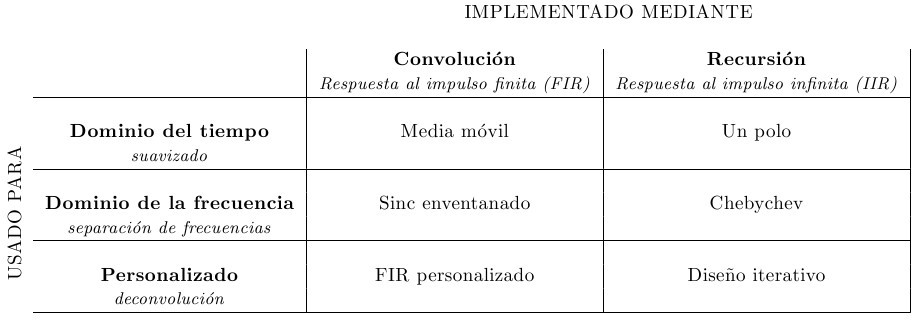 IMPLEMENTADO MEDIANTE
Convolución Recursión
Respuesta al impulso finita (FIR) Respuesta al impulso infinita (IIR)
USADO PARA
Dominio del tiempo Media móvil Un polo
suavizado
Dominio de la frecuencia Sinc enventanado Chebychev
separación de frecuencias
Personalizado FIR personalizado Diseño iterativo
deconvolución